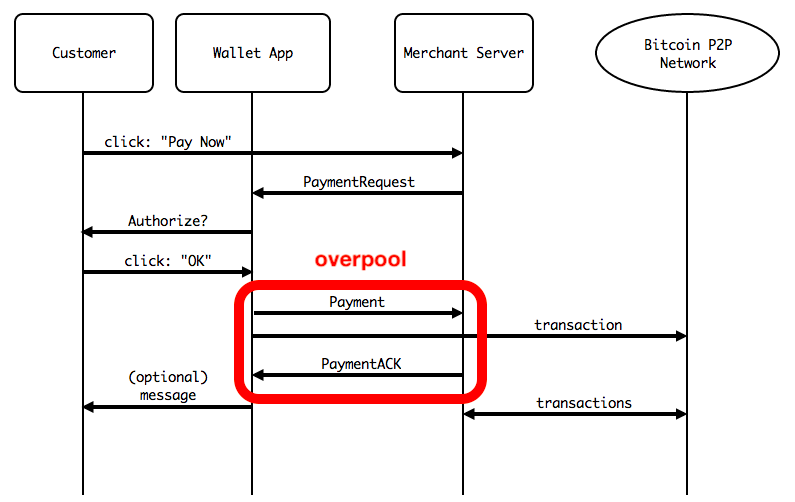 Customer
Wallet App
Merchant Server
Bitcoin P2P
Network
click: "Pay Now"
PaymentRequest
Authorize?
click: "OK"
overpool
Payment
transaction
PaymentACK
(optional)
message
transactions